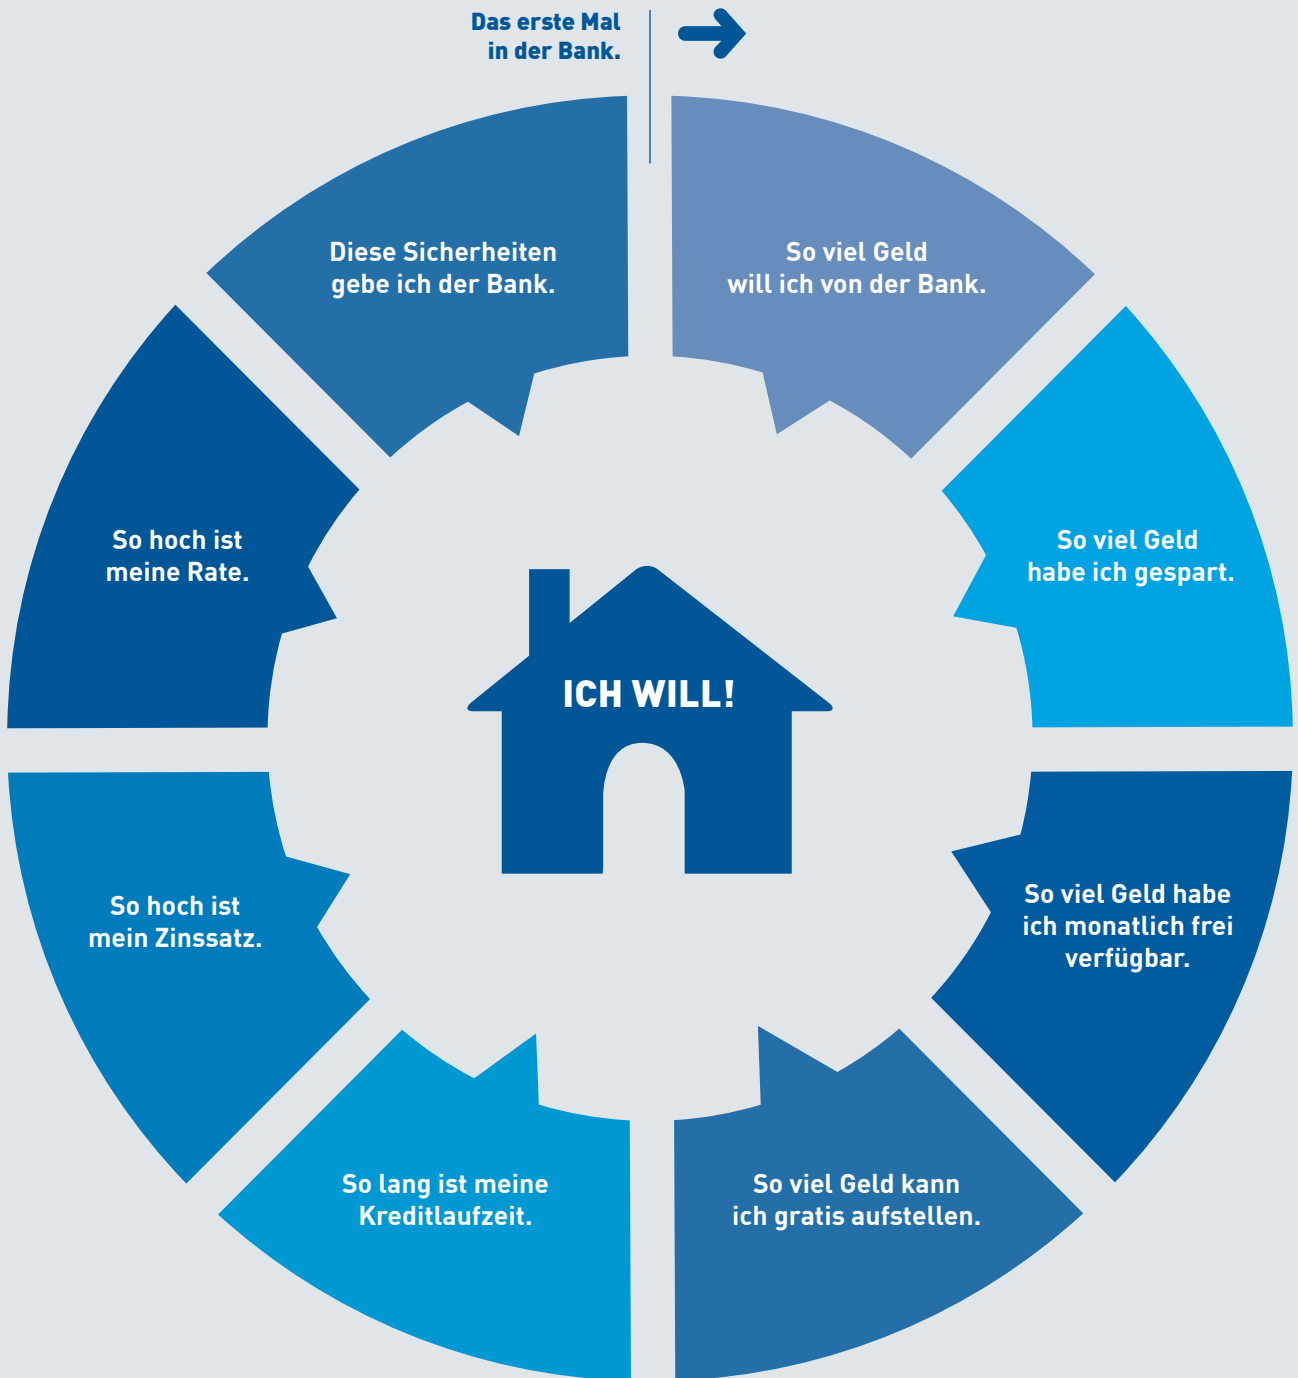 Das erste Mal
in der Bank.
So viel Geld
will ich von der Bank.
So viel Geld
habe ich gespart.
So viel Geld habe
ich monatlich frei
verfügbar.
So viel Geld kann
ich gratis aufstellen.
So lang ist meine
Kreditlaufzeit.
So hoch ist
mein Zinssatz.
So hoch ist
meine Rate.
Diese Sicherheiten
gebe ich der Bank.
ICH WILL!